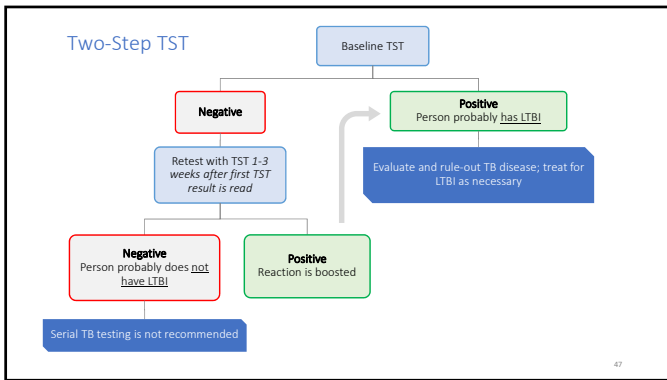 Two-Step TST
Baseline TST
Negative
Positive
Person probably has LTBI
Retest with TST 1-3
weeks after first TST
result is read
Evaluate and rule-out TB disease; treat for
LTBI as necessary
Negative
Person probably does not
have LTBI
Positive
Reaction is boosted
Serial TB testing is not recommended
47